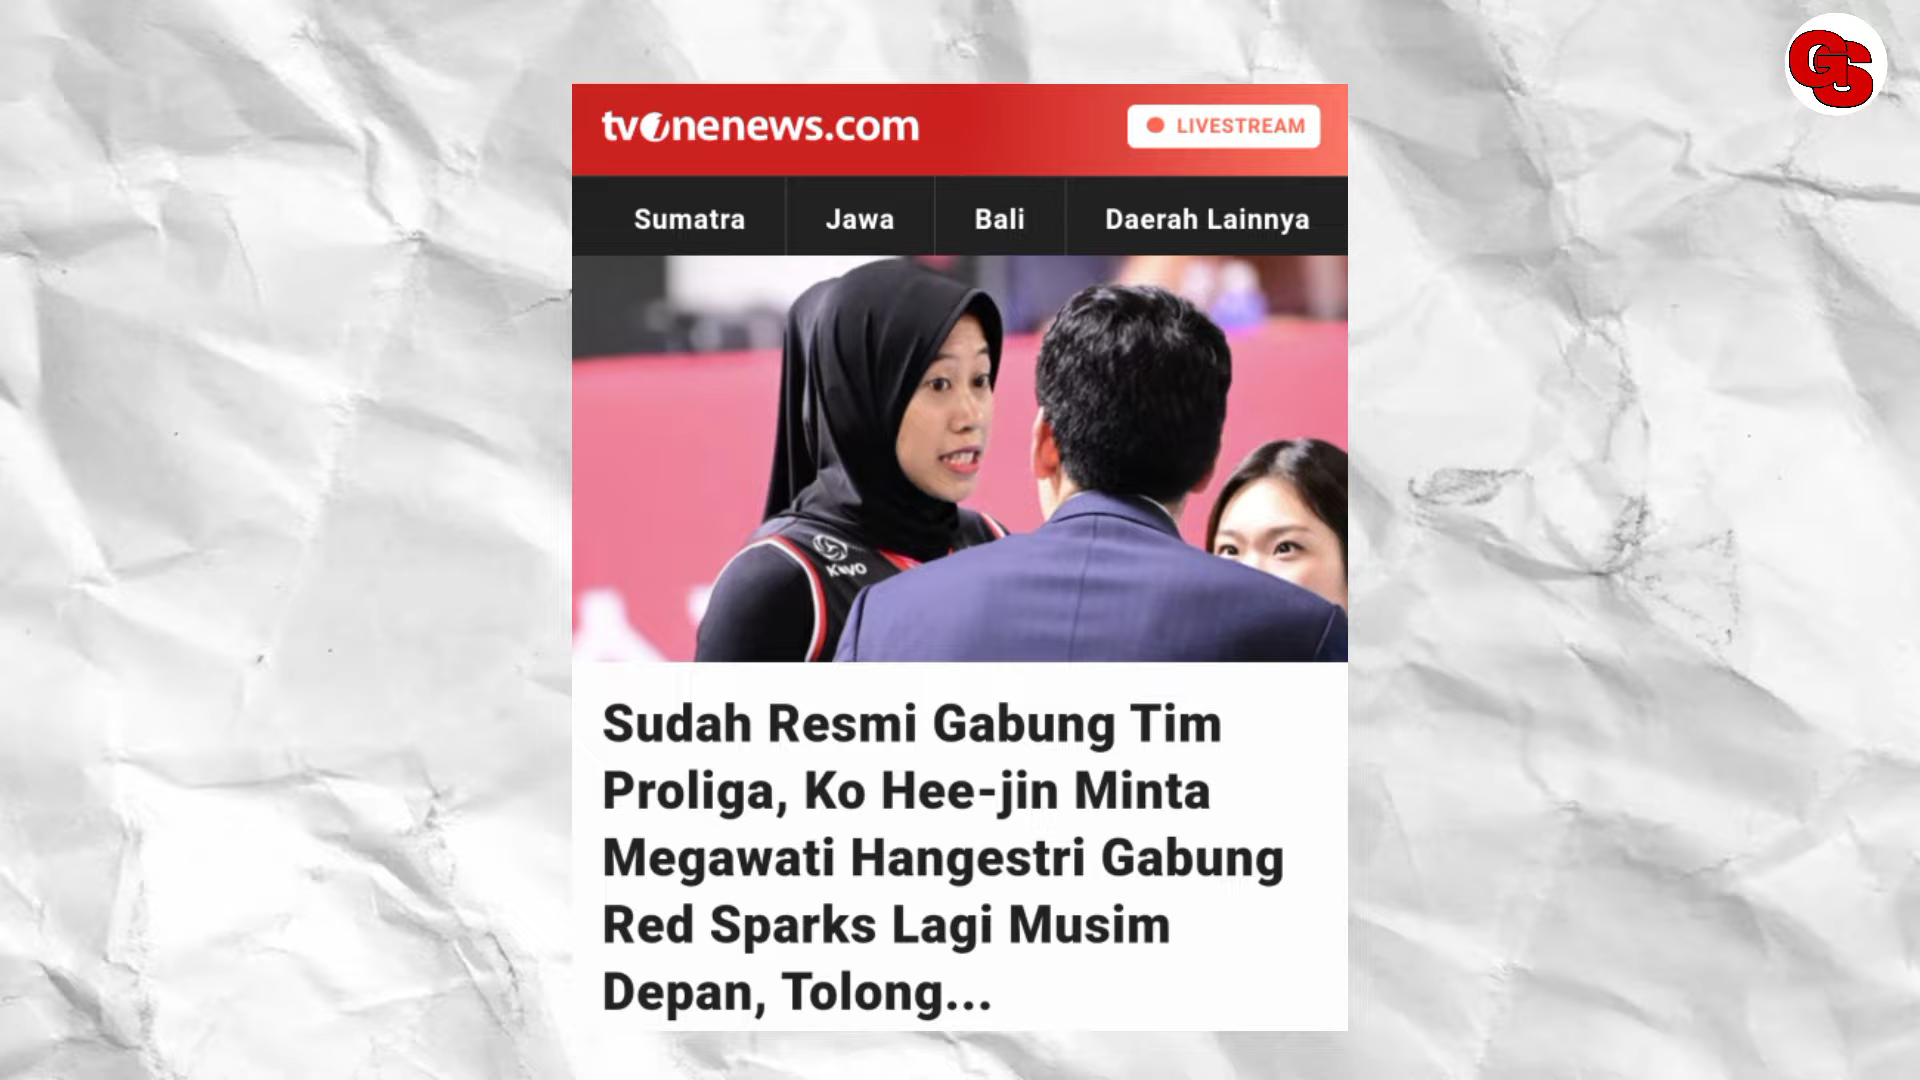 GS
tvonenews.com
LIVESTREAM
Sumatra Jawa Bali Daerah Lainnya
KOVO
Sudah Resmi Gabung Tim
Proliga, Ko Hee-jin Minta
Megawati Hangestri Gabung
Red Sparks Lagi Musim
Depan, Tolong...